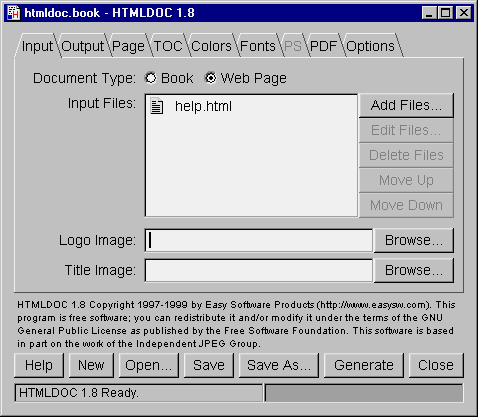 htmldoc.book - HTMLDOC 1.8
Input Output Page TOC Colors Fonts PS PDF Options
Document Type: Book Web Page
Input Files: help.html Add Files...
Edit Files...
Delete Files
Move Up
Move Down
Logo Image: Browse...
Title Image: Browse...
HTMLDOC 1.8 Copyright 1997-1999 by Easy Software Products (http://www.easysw.com). This
program is free software; you can redistribute it and/or modify it under the terms of the GNU
General Public License as published by the Free Software Foundation. This software is based
in part on the work of the Independent JPEG Group.
Help New Open... Save Save As... Generate Close
HTMLDOC 1.8 Ready.